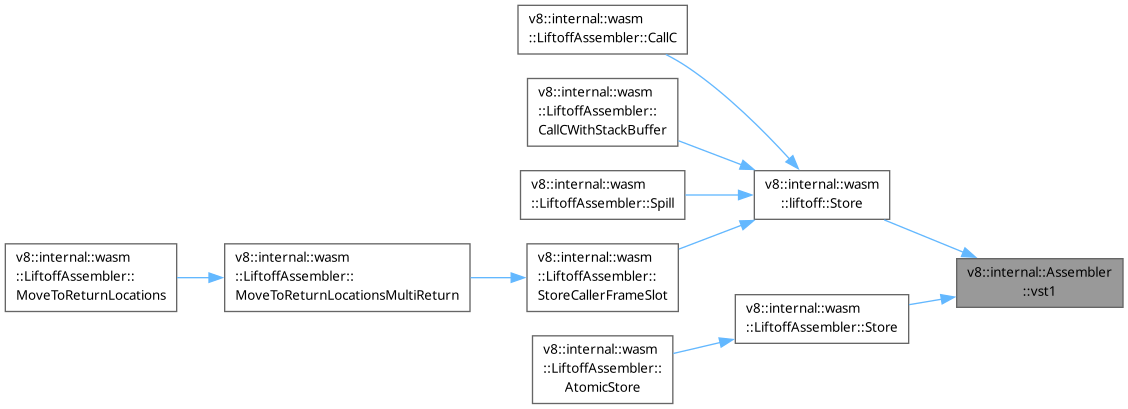 v8::internal::wasm
::LiftoffAssembler::CallC
v8::internal::wasm
::LiftoffAssembler::
CallCWithStackBuffer
v8::internal::wasm
::LiftoffAssembler::Spill
v8::internal::wasm
::liftoff::Store
v8::internal::wasm
::LiftoffAssembler::
MoveToReturnLocations
v8::internal::wasm
::LiftoffAssembler::
MoveToReturnLocationsMultiReturn
v8::internal::wasm
::LiftoffAssembler::
StoreCallerFrameSlot
v8::internal::Assembler
::vst1
v8::internal::wasm
::LiftoffAssembler::Store
v8::internal::wasm
::LiftoffAssembler::
AtomicStore